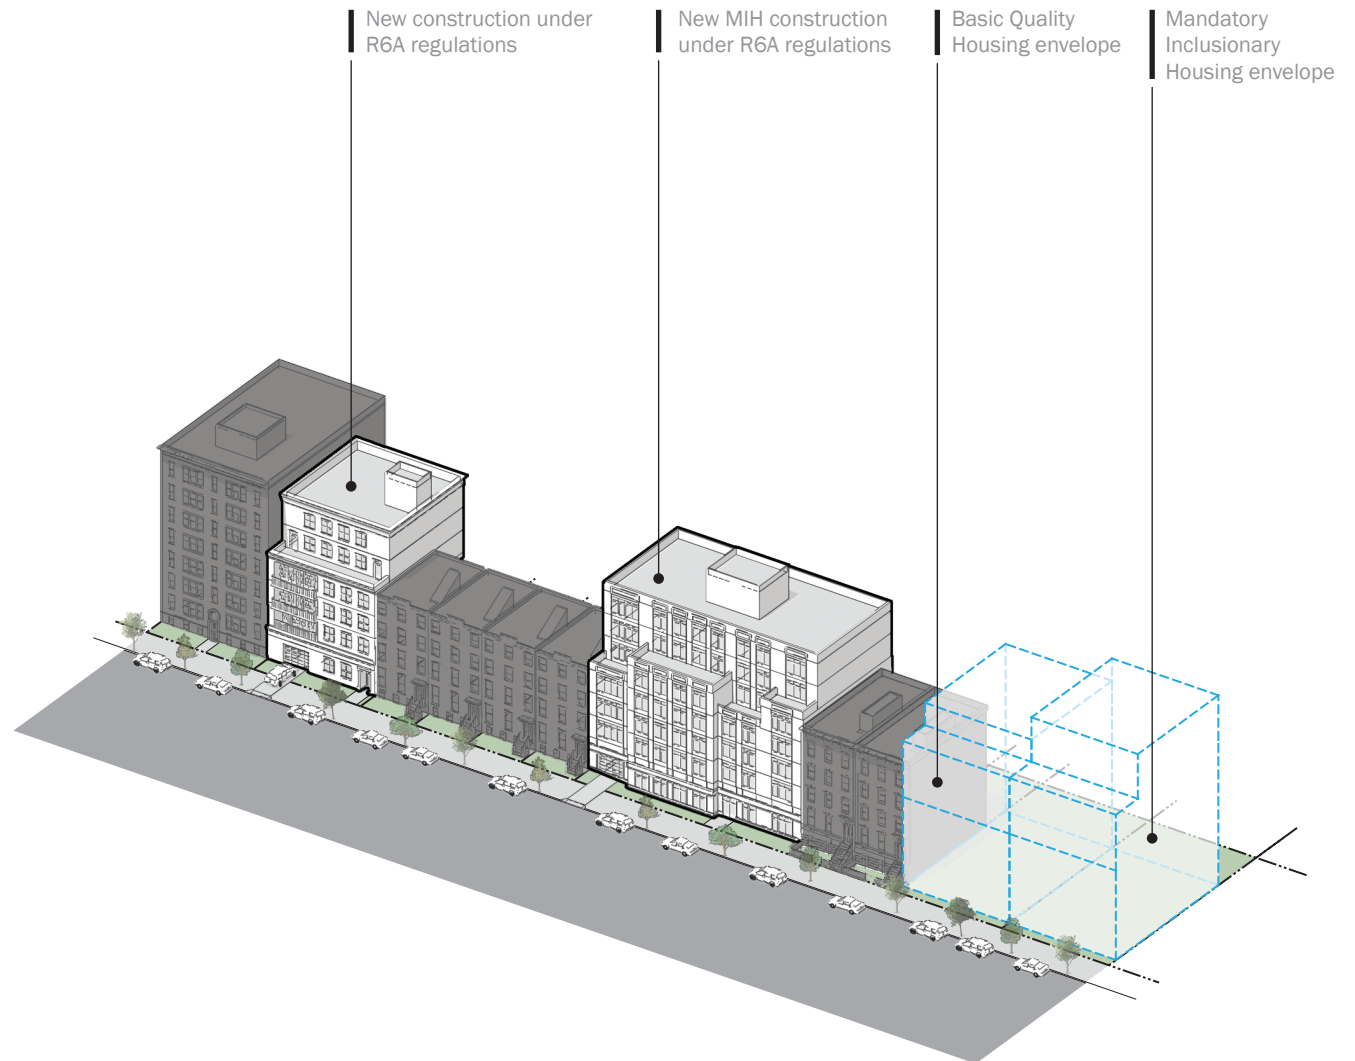 New construction under
R6A regulations
New MIH construction
under R6A regulations
Basic Quality
Housing envelope
Mandatory
Inclusionary
Housing envelope